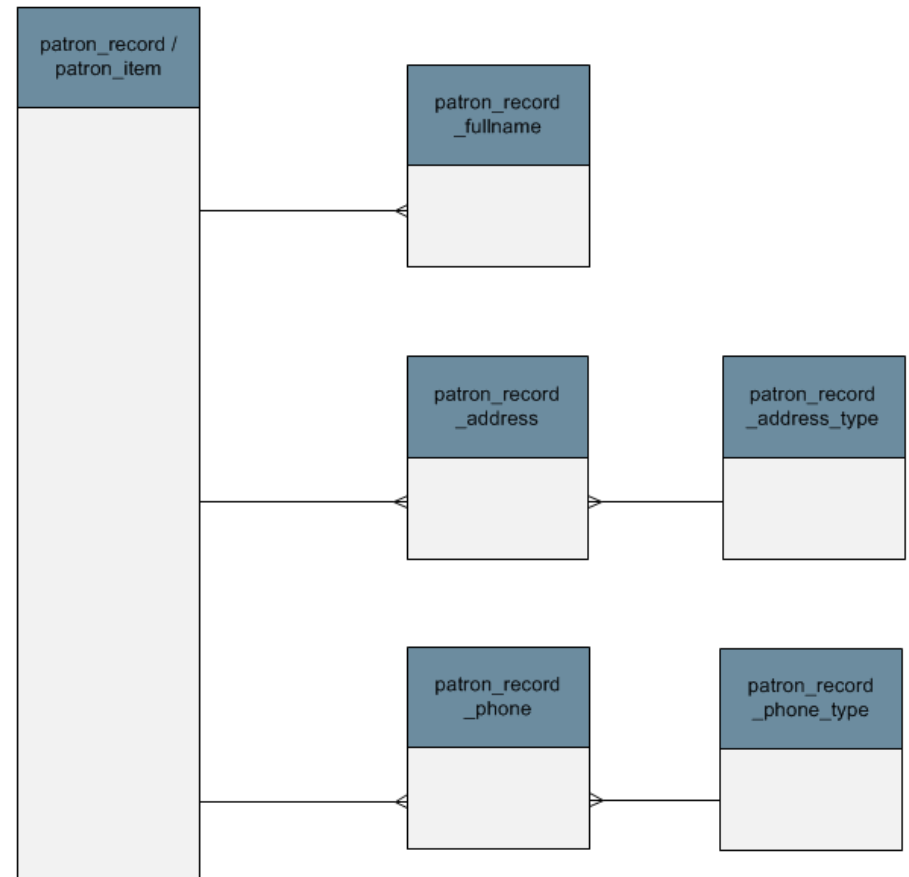 patron_record /
patron_item
patron_record
_fullname
patron_record
_address
patron_record
_address_type
patron_record
_phone
patron_record
_phone_type